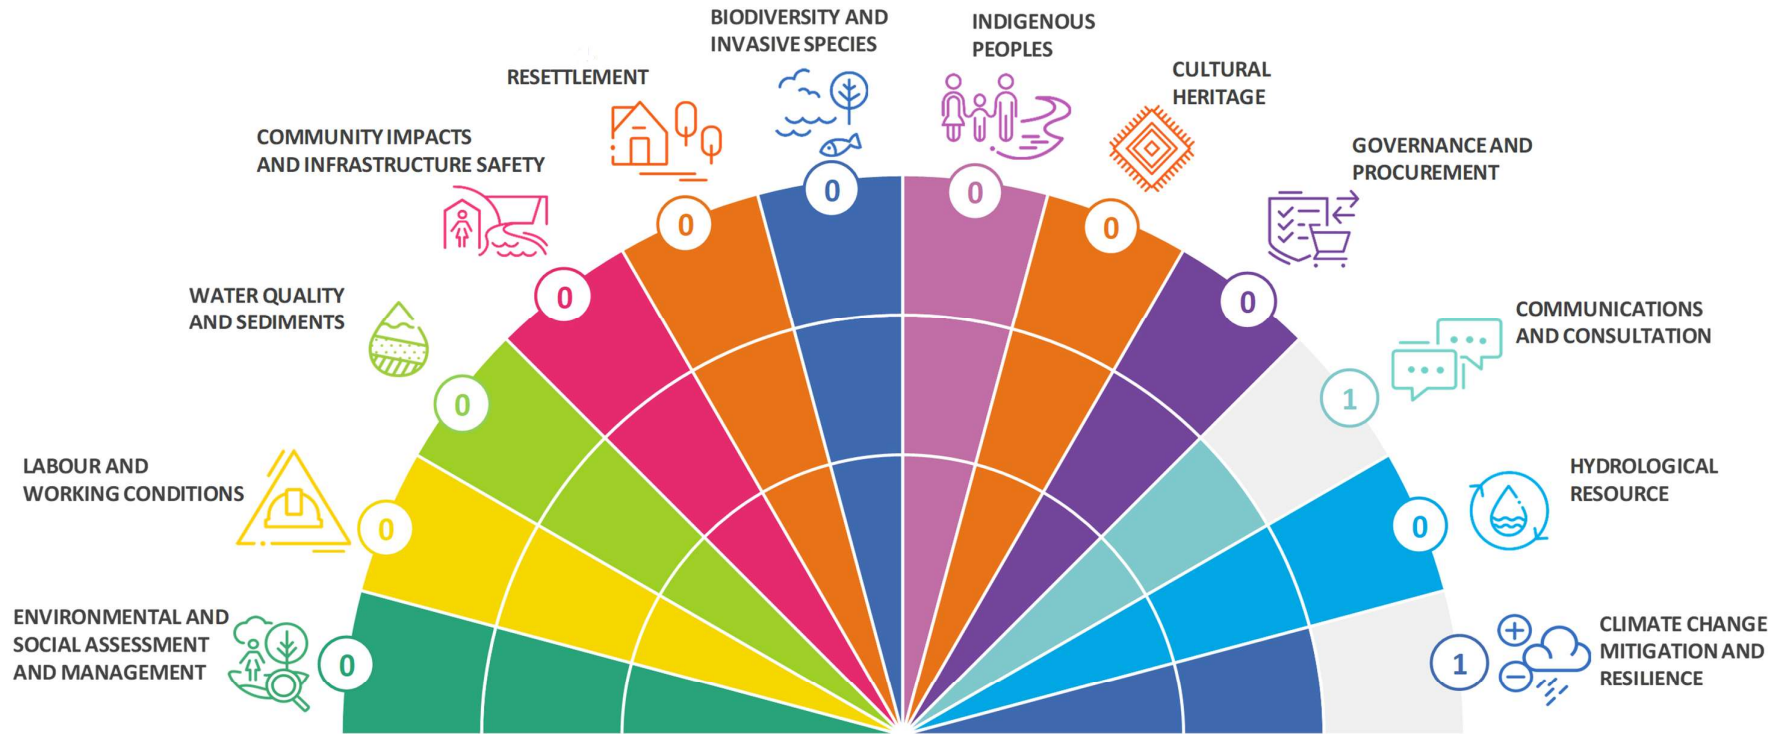 BIODIVERSITY AND
INVASIVE SPECIES
INDIGENOUS
PEOPLES
RESETTLEMENT
CULTURAL
HERITAGE
COMMUNITY IMPACTS
AND INFRASTRUCTURE SAFETY
GOVERNANCE AND
PROCUREMENT
WATER QUALITY
AND SEDIMENTS
COMMUNICATIONS
AND CONSULTATION
LABOUR AND
WORKING CONDITIONS
HYDROLOGICAL
RESOURCE
ENVIRONMENTAL AND
SOCIAL ASSESSMENT
AND MANAGEMENT
CLIMATE CHANGE
MITIGATION AND
RESILIENCE
0
0
0
0
0
0
0
0
0
1
0
1